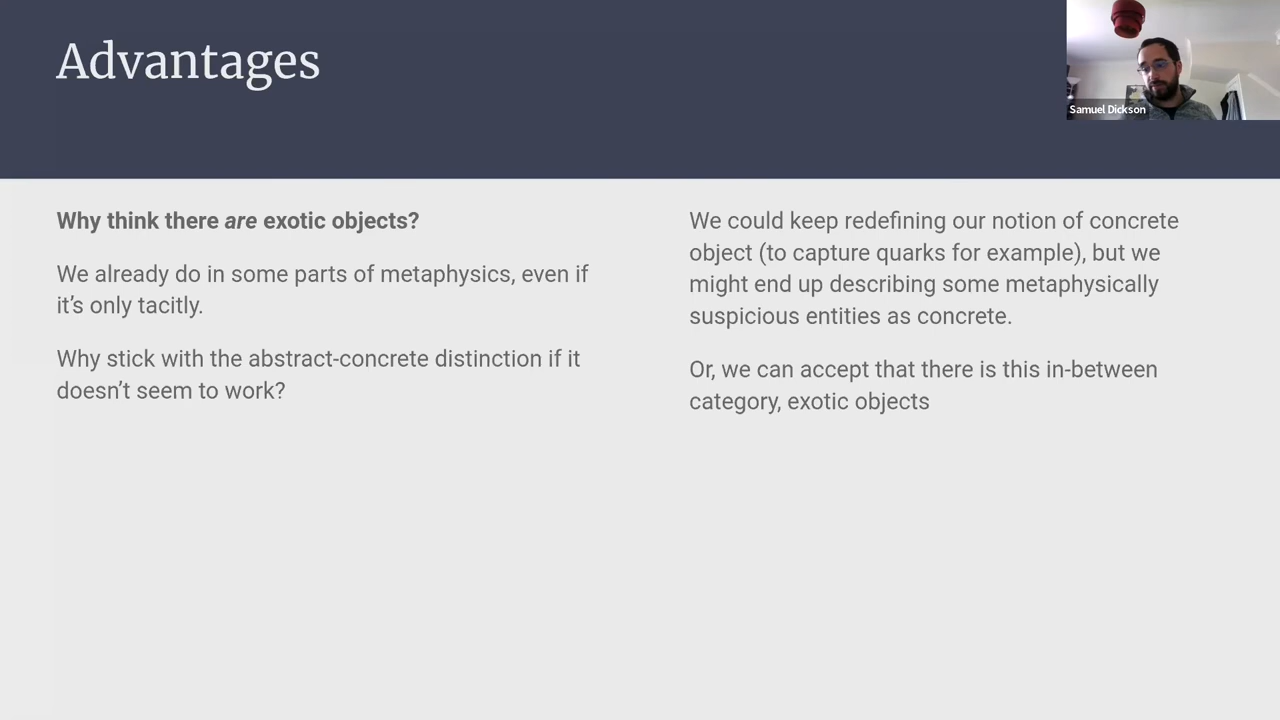 Advantages
Samuel Dickson
Why think there are exotic objects?
We already do in some parts of metaphysics, even if
it's only tacitly.
Why stick with the abstract-concrete distinction if it
doesn't seem to work?
We could keep redefining our notion of concrete
object (to capture quarks for example), but we
might end up describing some metaphysically
suspicious entities as concrete.
Or, we can accept that there is this in-between
category, exotic objects